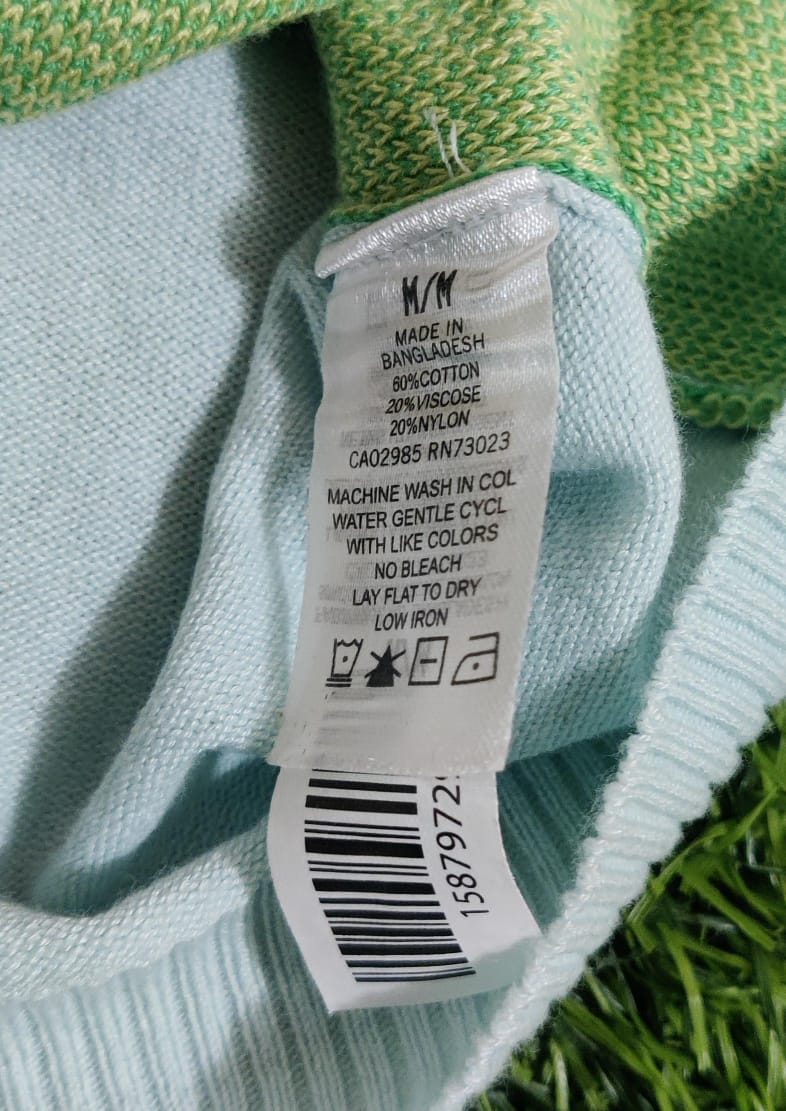 M/M
MADE IN
BANGLADESH
60%COTTON
20%VISCOSE
20%NYLON
CA02985 RN73023
MACHINE WASH IN COL
WATER GENTLE CYCL
WITH LIKE COLORS
NO BLEACH
LAY FLAT TO DRY
LOW IRON
1587972